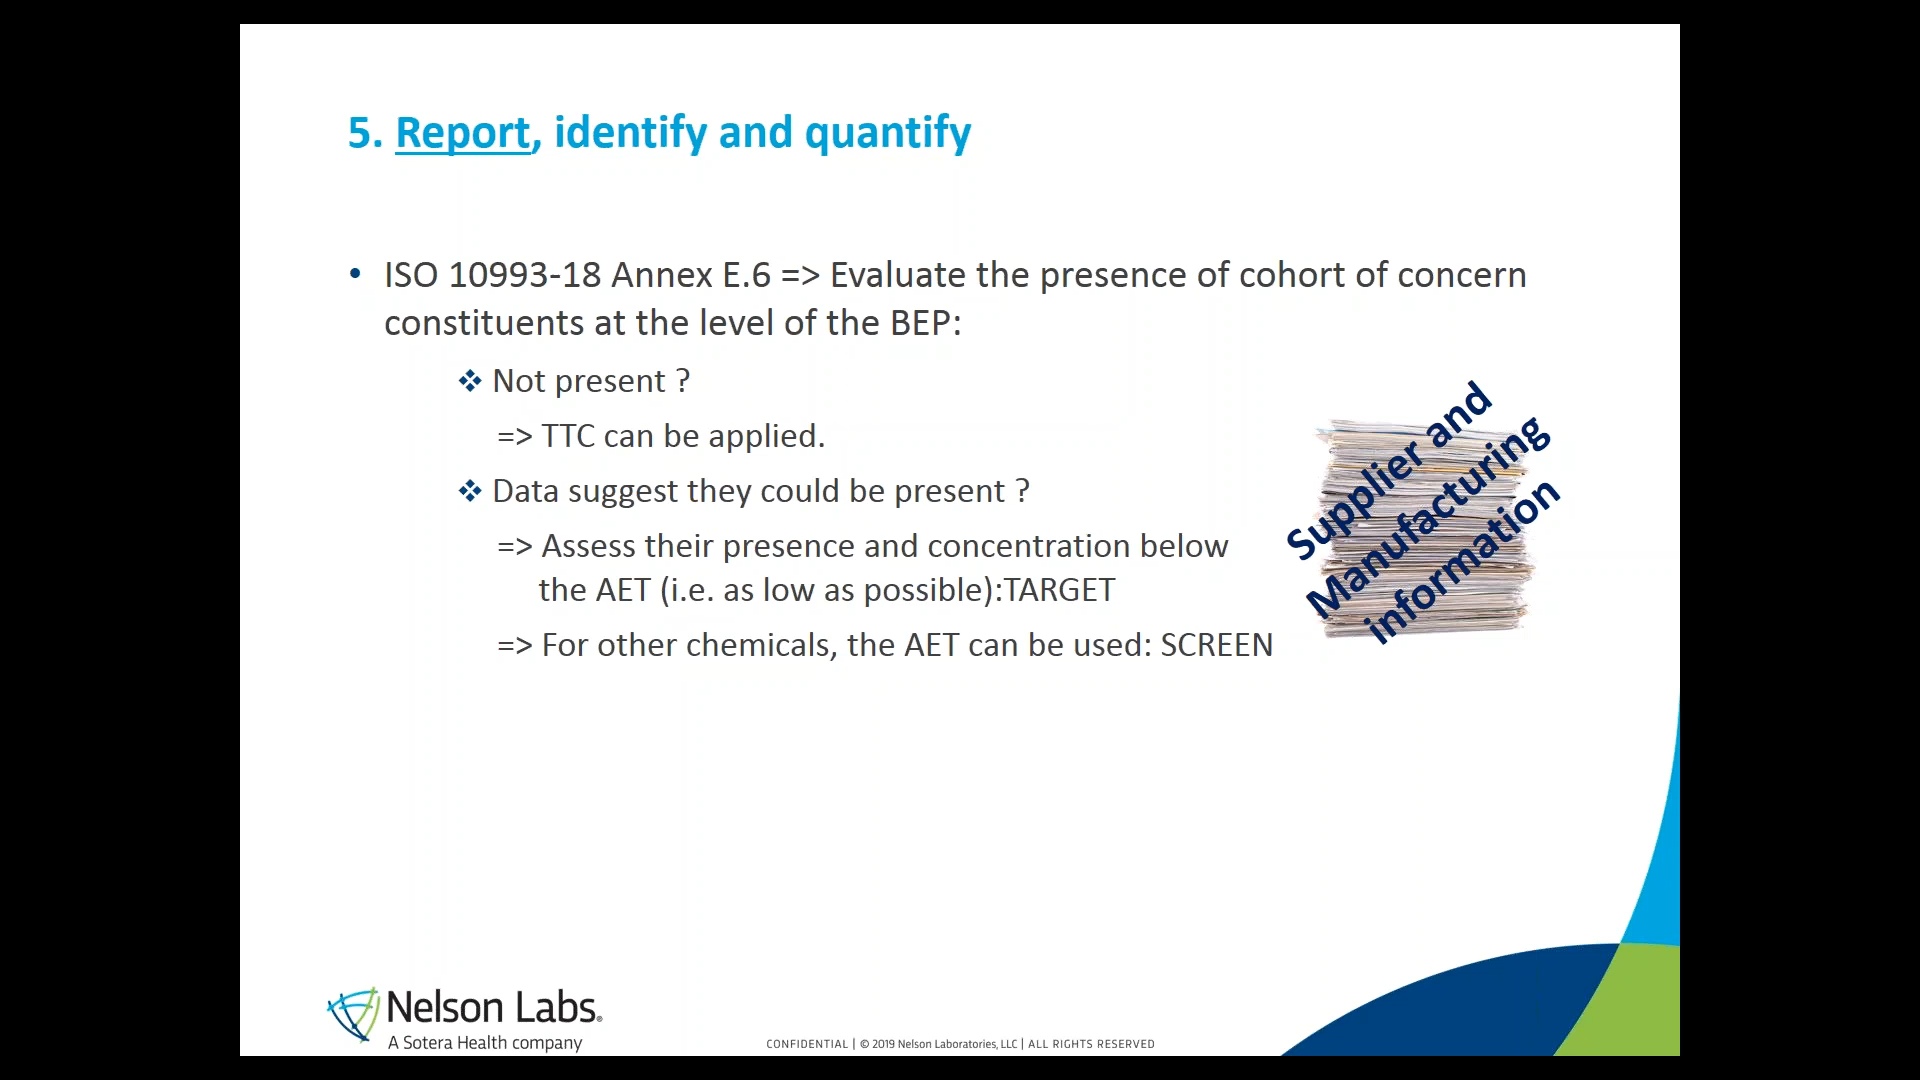 5. Report, identify and quantify
• ISO 10993-18 Annex E.6 => Evaluate the presence of cohort of concern
constituents at the level of the BEP:
❖ Not present ?
=> TTC can be applied.
❖ Data suggest they could be present ?
=> Assess their presence and concentration below
the AET (i.e. as low as possible):TARGET
=> For other chemicals, the AET can be used: SCREEN
Supplier and
Manufacturing
information
Nelson Labs®
A Sotera Health company
CONFIDENTIAL | © 2019 Nelson Laboratories, LLC | ALL RIGHTS RESERVED